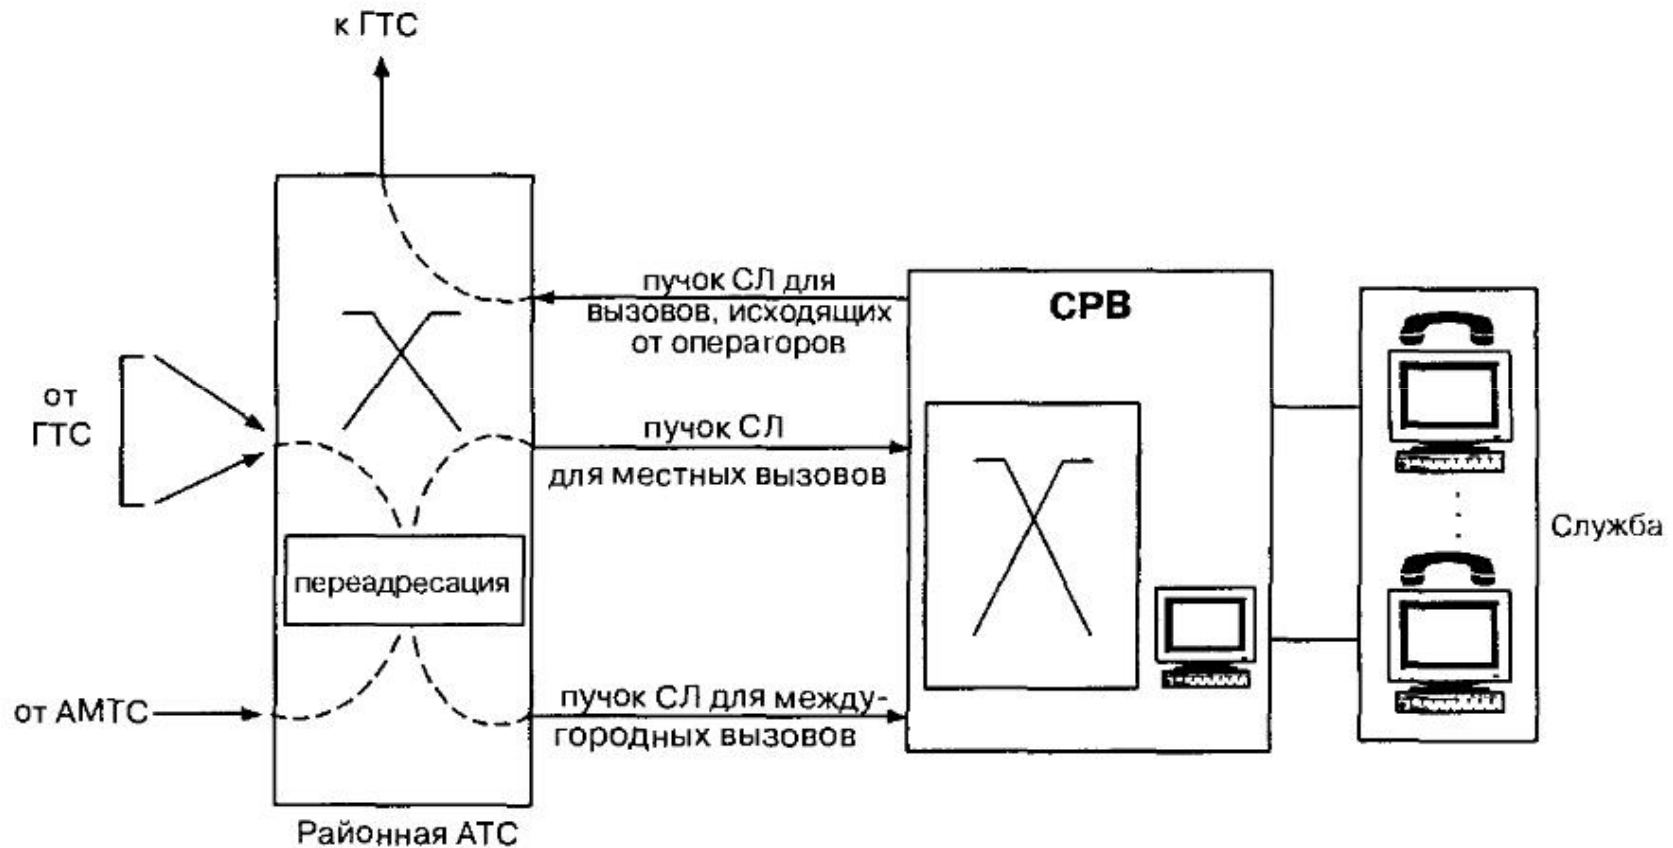 к ГТС
пучок СЛ для
вызовов, исходящих
от операторов
СРВ
от
ГТС
пучок СЛ
для местных вызовов
Служба
переадресация
от АМТС
пучок СЛ для между-
городных вызовов
Районная АТС